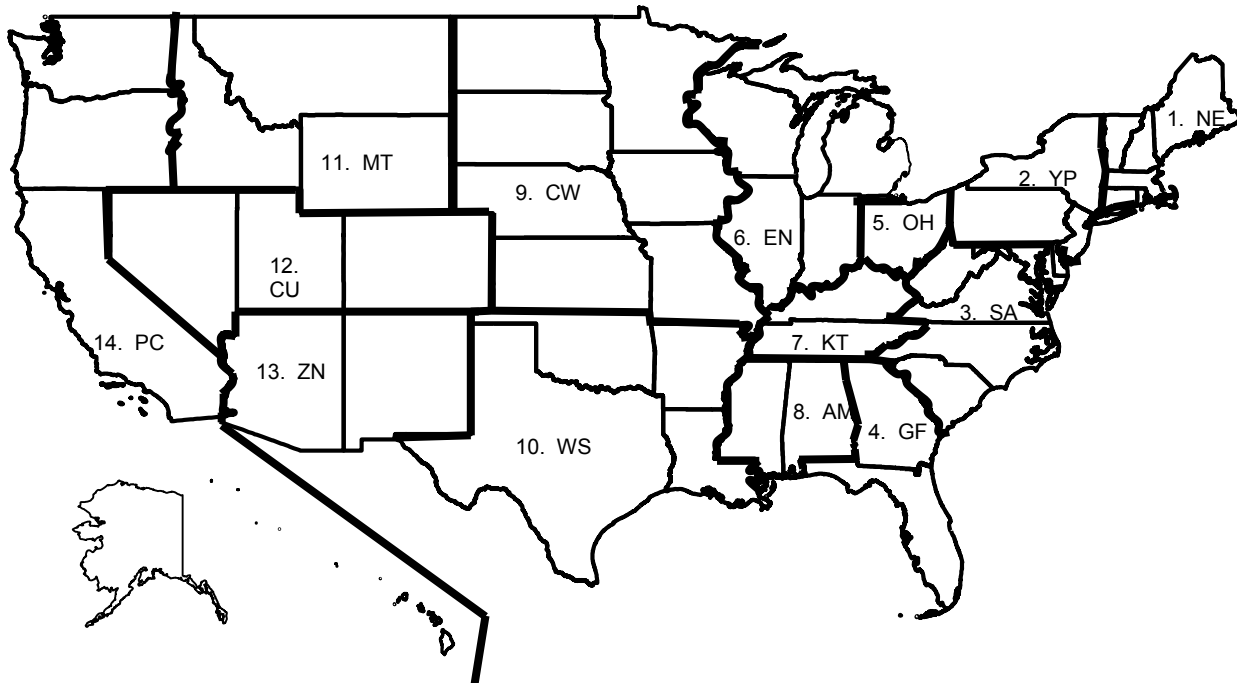 1. NE
2. YP
3. SA
4. GF
5. OH
6. EN
7. KT
8. AM
9. CW
10. WS
11. MT
12.
CU
13. ZN
14. PC